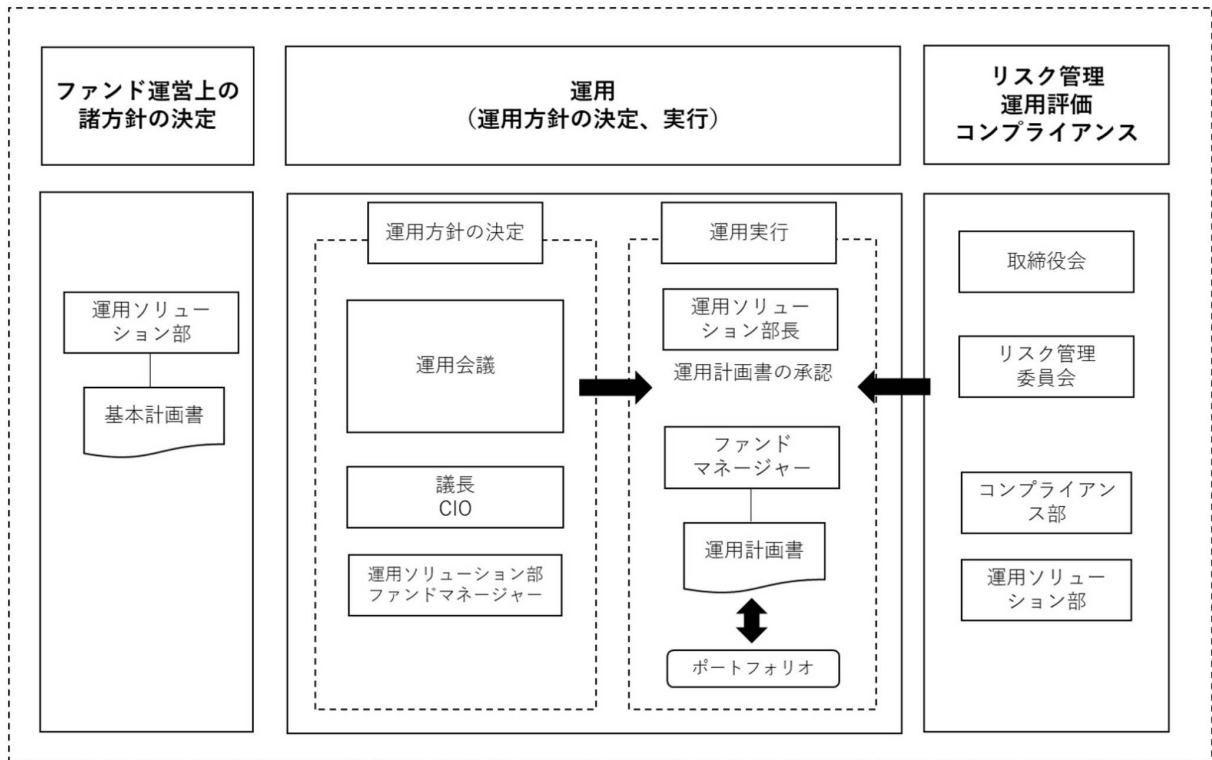 ファンド運営上の
諸方針の決定
運用
（運用方針の決定、実行）
リスク管理
運用評価
コンプライアンス
運用ソリュー
ション部
基本計画書
運用方針の決定
運用会議
議長
CIO
運用ソリューション部
ファンドマネージャー
運用実行
運用ソリュー
ション部長
運用計画書の承認
ファンド
マネージャー
運用計画書
ポートフォリオ
取締役会
リスク管理
委員会
コンプライアン
ス部
運用ソリュー
ション部